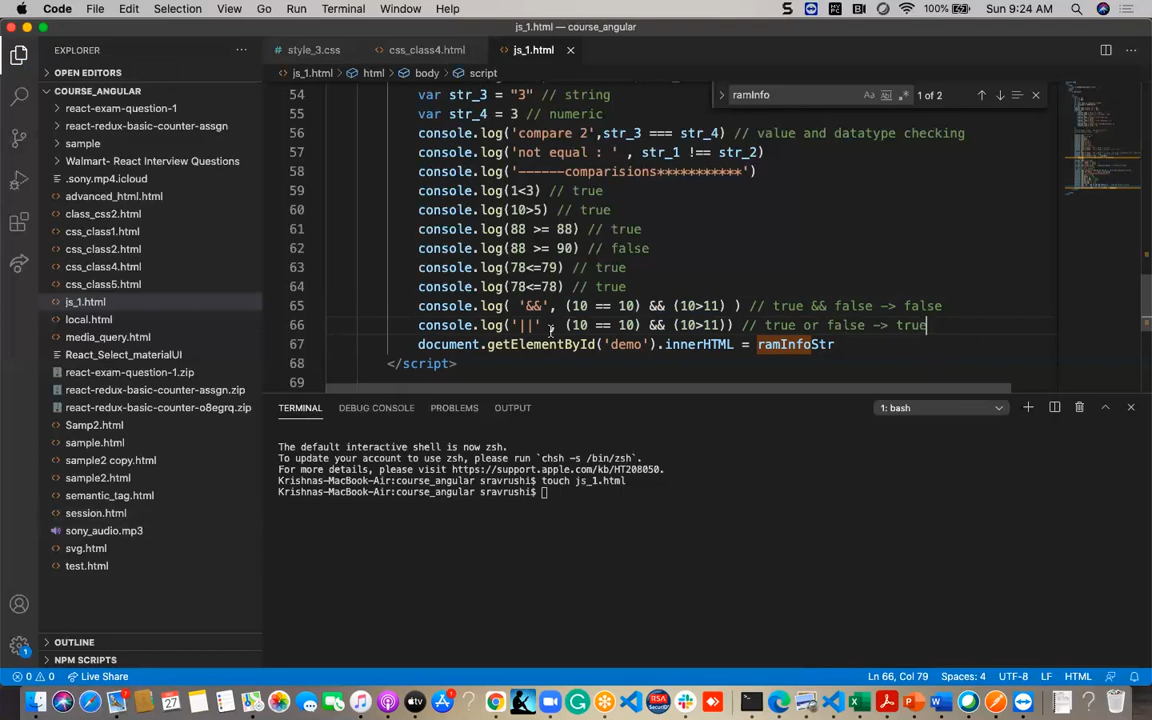 Code File Edit Selection View Go Run Terminal Window Help 100% Sun 9:24 AM
js_1.html — course_angular
EXPLORER
style_3.css css_class4.html js_1.html
OPEN EDITORS
js_1.html > html > body > script
COURSE_ANGULAR
ramInfo Aa Abl 1 of 2
react-exam-question-1
react-redux-basic-counter-assgn
sample
Walmart- React Interview Questions
.sony.mp4.icloud
advanced_html.html
class_css2.html
css_class1.html
css_class2.html
css_class4.html
css_class5.html
js_1.html
local.html
media_query.html
React_Select_materialUI
react-exam-question-1.zip
react-redux-basic-counter-assgn.zip
react-redux-basic-counter-o8egrq.zip
Samp2.html
sample.html
sample2 copy.html
sample2.html
semantic_tag.html
session.html
sony_audio.mp3
svg.html
test.html
OUTLINE
NPM SCRIPTS
54 var str_3 = "3" // string
55 var str_4 = 3 // numeric
56 console.log('compare 2',str_3 === str_4) // value and datatype checking
57 console.log('not equal : ' , str_1 !== str_2)
58 console.log('------comparisions***********')
59 console.log(1<3) // true
60 console.log(10>5) // true
61 console.log(88 >= 88) // true
62 console.log(88 >= 90) // false
63 console.log(78<=79) // true
64 console.log(78<=78) // true
65 console.log( '&&', (10 == 10) && (10>11) ) // true && false -> false
66 console.log('||' , (10 == 10) && (10>11)) // true or false -> true
67 document.getElementById('demo').innerHTML = ramInfoStr
68 </script>
69
TERMINAL DEBUG CONSOLE PROBLEMS OUTPUT 1: bash
The default interactive shell is now zsh.
To update your account to use zsh, please run `chsh -s /bin/zsh`.
For more details, please visit https://support.apple.com/kb/HT208050.
Krishnas-MacBook-Air:course_angular sravrushi$ touch js_1.html
Krishnas-MacBook-Air:course_angular sravrushi$
0 0 Live Share Ln 66, Col 79 Spaces: 4 UTF-8 LF HTML